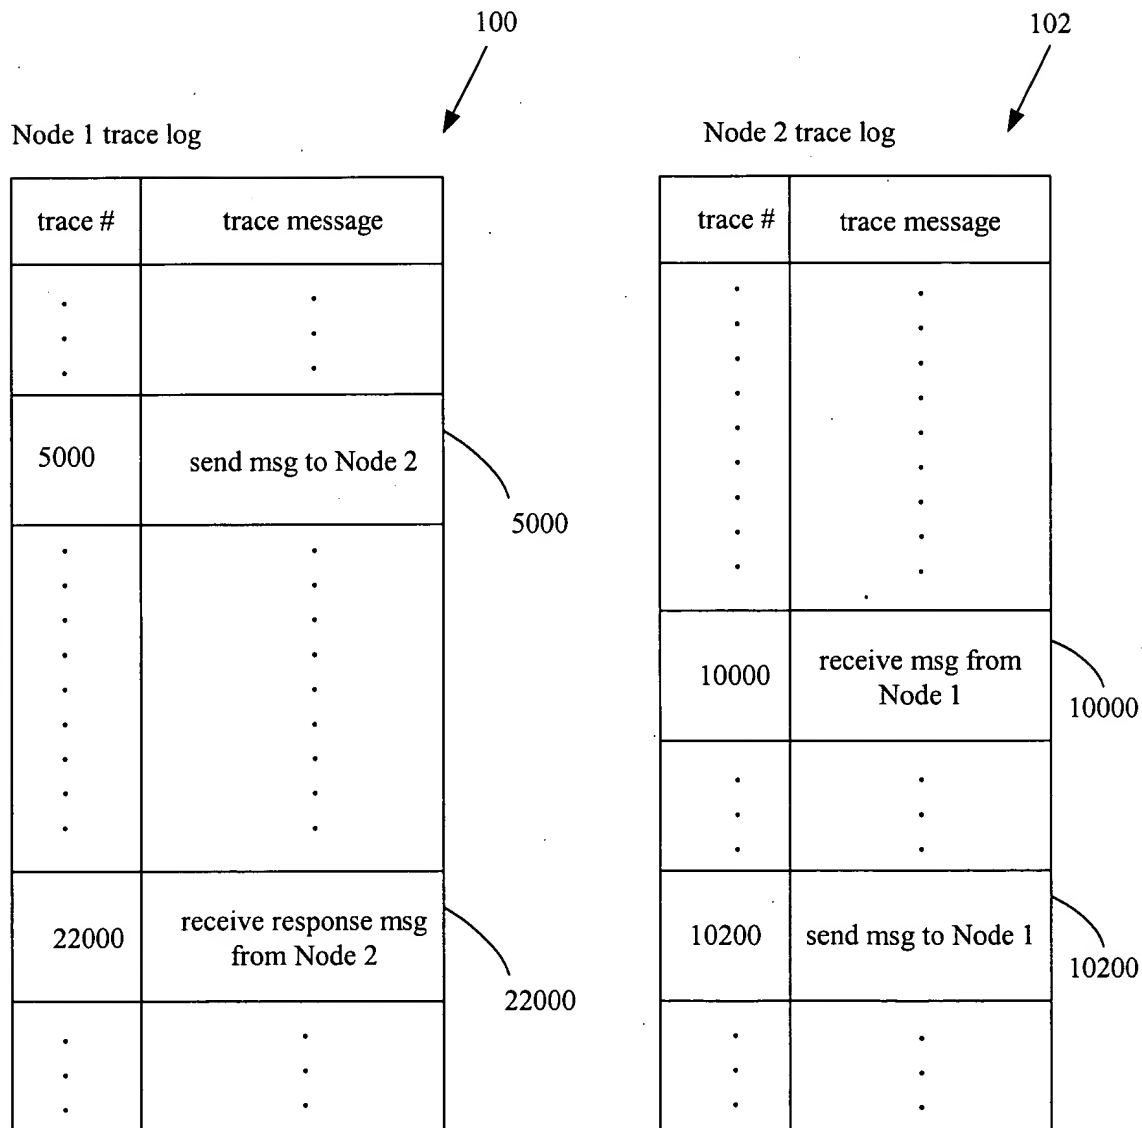 100
Node 1 trace log
trace #
trace message
5000
send msg to Node 2
5000
22000
receive response msg
from Node 2
22000
102
Node 2 trace log
trace #
trace message
10000
receive msg from
Node 1
10000
10200
send msg to Node 1
10200